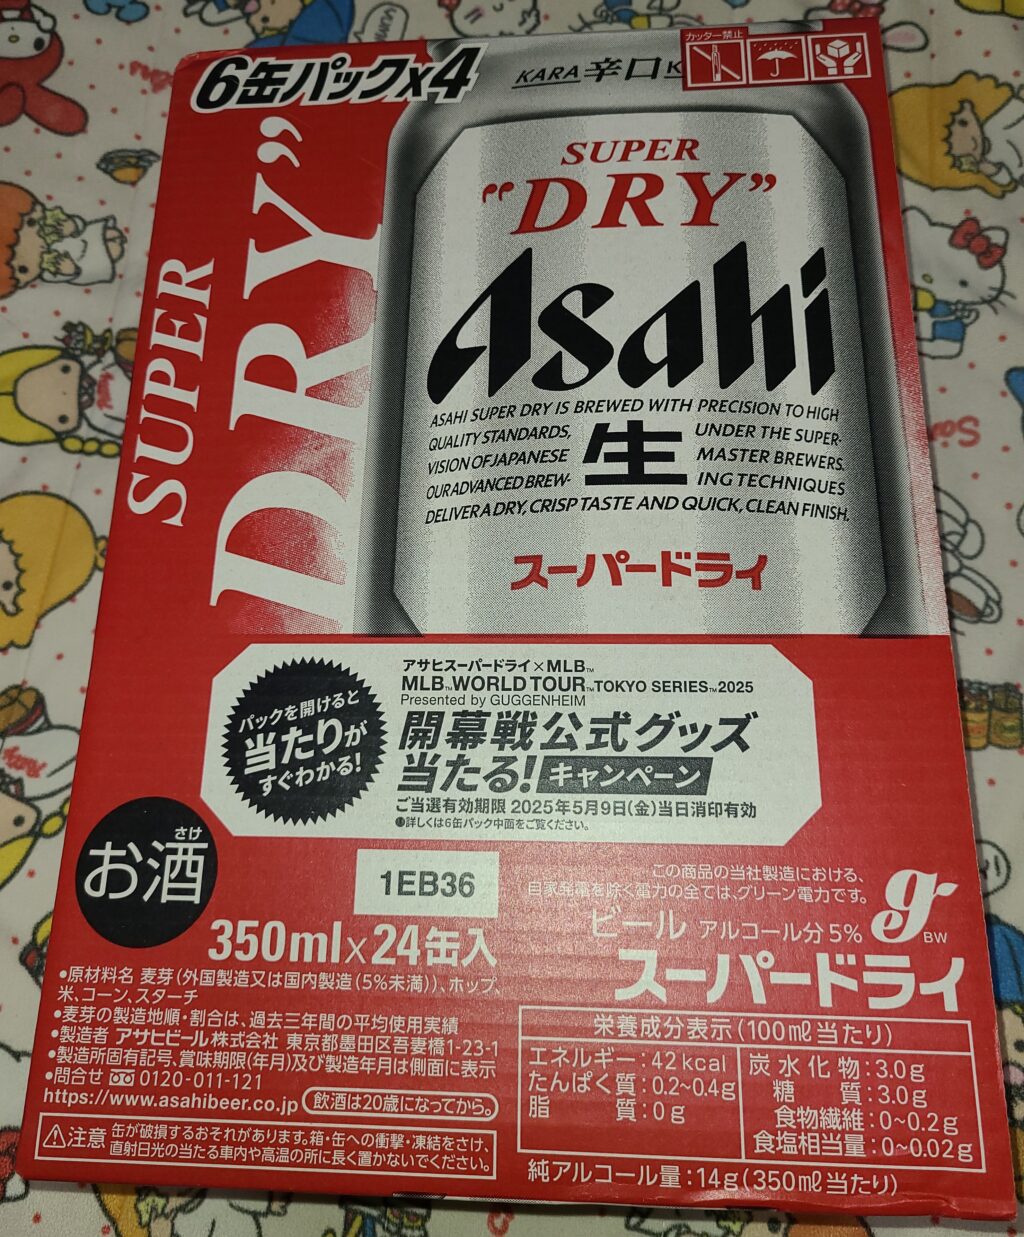 6缶パック×4
KARA 辛口 K
カッター禁止
SUPER
"DRY"
SUPER
"DRY"
Asahi
ASAHI SUPER DRY IS BREWED WITH PRECISION TO HIGH
QUALITY STANDARDS, UNDER THE SUPER-
VISION OF JAPANESE MASTER BREWERS.
OUR ADVANCED BREW- ING TECHNIQUES
生
DELIVER A DRY, CRISP TASTE AND QUICK, CLEAN FINISH.
スーパードライ
パックを開けると
当たりが
すぐわかる!
アサヒスーパードライ×MLB™
MLB™ WORLD TOUR™ TOKYO SERIES™ 2025
Presented by GUGGENHEIM
開幕戦公式グッズ
当たる! キャンペーン
ご当選有効期限 2025年5月9日(金)当日消印有効
●詳しくは6缶パック中面をご覧ください。
さけ
お酒
1EB36
350ml×24缶入
この商品の当社製造における、
自家発電を除く電力の全ては、グリーン電力です。
g
BW
ビール アルコール分5%
スーパードライ
●原材料名 麦芽(外国製造又は国内製造(5%未満))、ホップ、
米、コーン、スターチ
●麦芽の製造地順・割合は、過去三年間の平均使用実績
●製造者 アサヒビール株式会社 東京都墨田区吾妻橋1-23-1
●製造所固有記号、賞味期限(年月)及び製造年月は側面に表示
●問合せ 0120-011-121
https://www.asahibeer.co.jp 飲酒は20歳になってから。
注意 缶が破損するおそれがあります。箱・缶への衝撃・凍結をさけ、
直射日光の当たる車内や高温の所に長く置かないでください。
栄養成分表示(100ml当たり)
エネルギー:42kcal
たんぱく質:0.2~0.4g
脂質:0g
炭水化物:3.0g
糖質:3.0g
食物繊維:0~0.2g
食塩相当量:0~0.02g
純アルコール量:14g(350ml当たり)